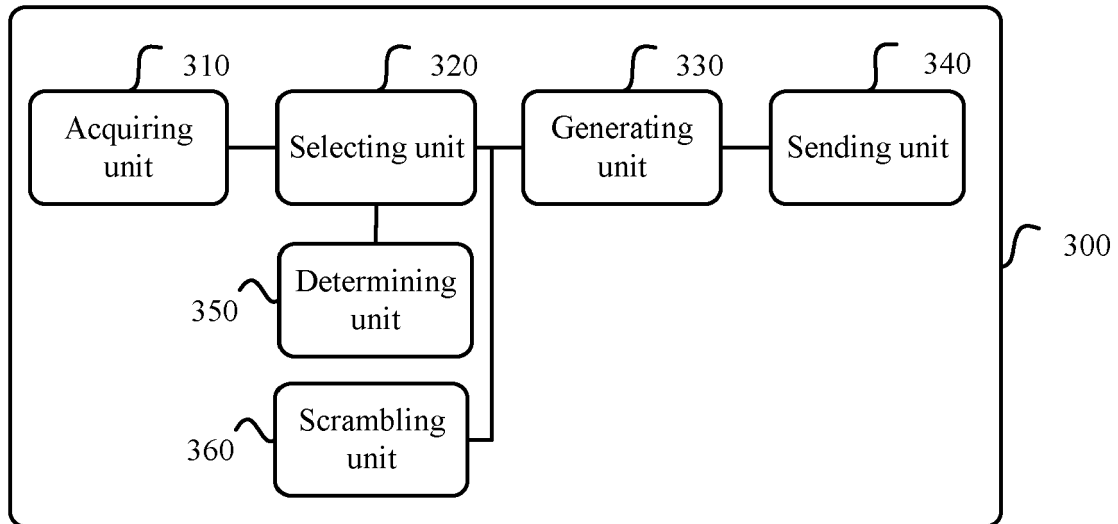 310
320
330
340
Acquiring
unit
Selecting unit
Generating
unit
Sending unit
300
Determining
unit
350
Scrambling
unit
360